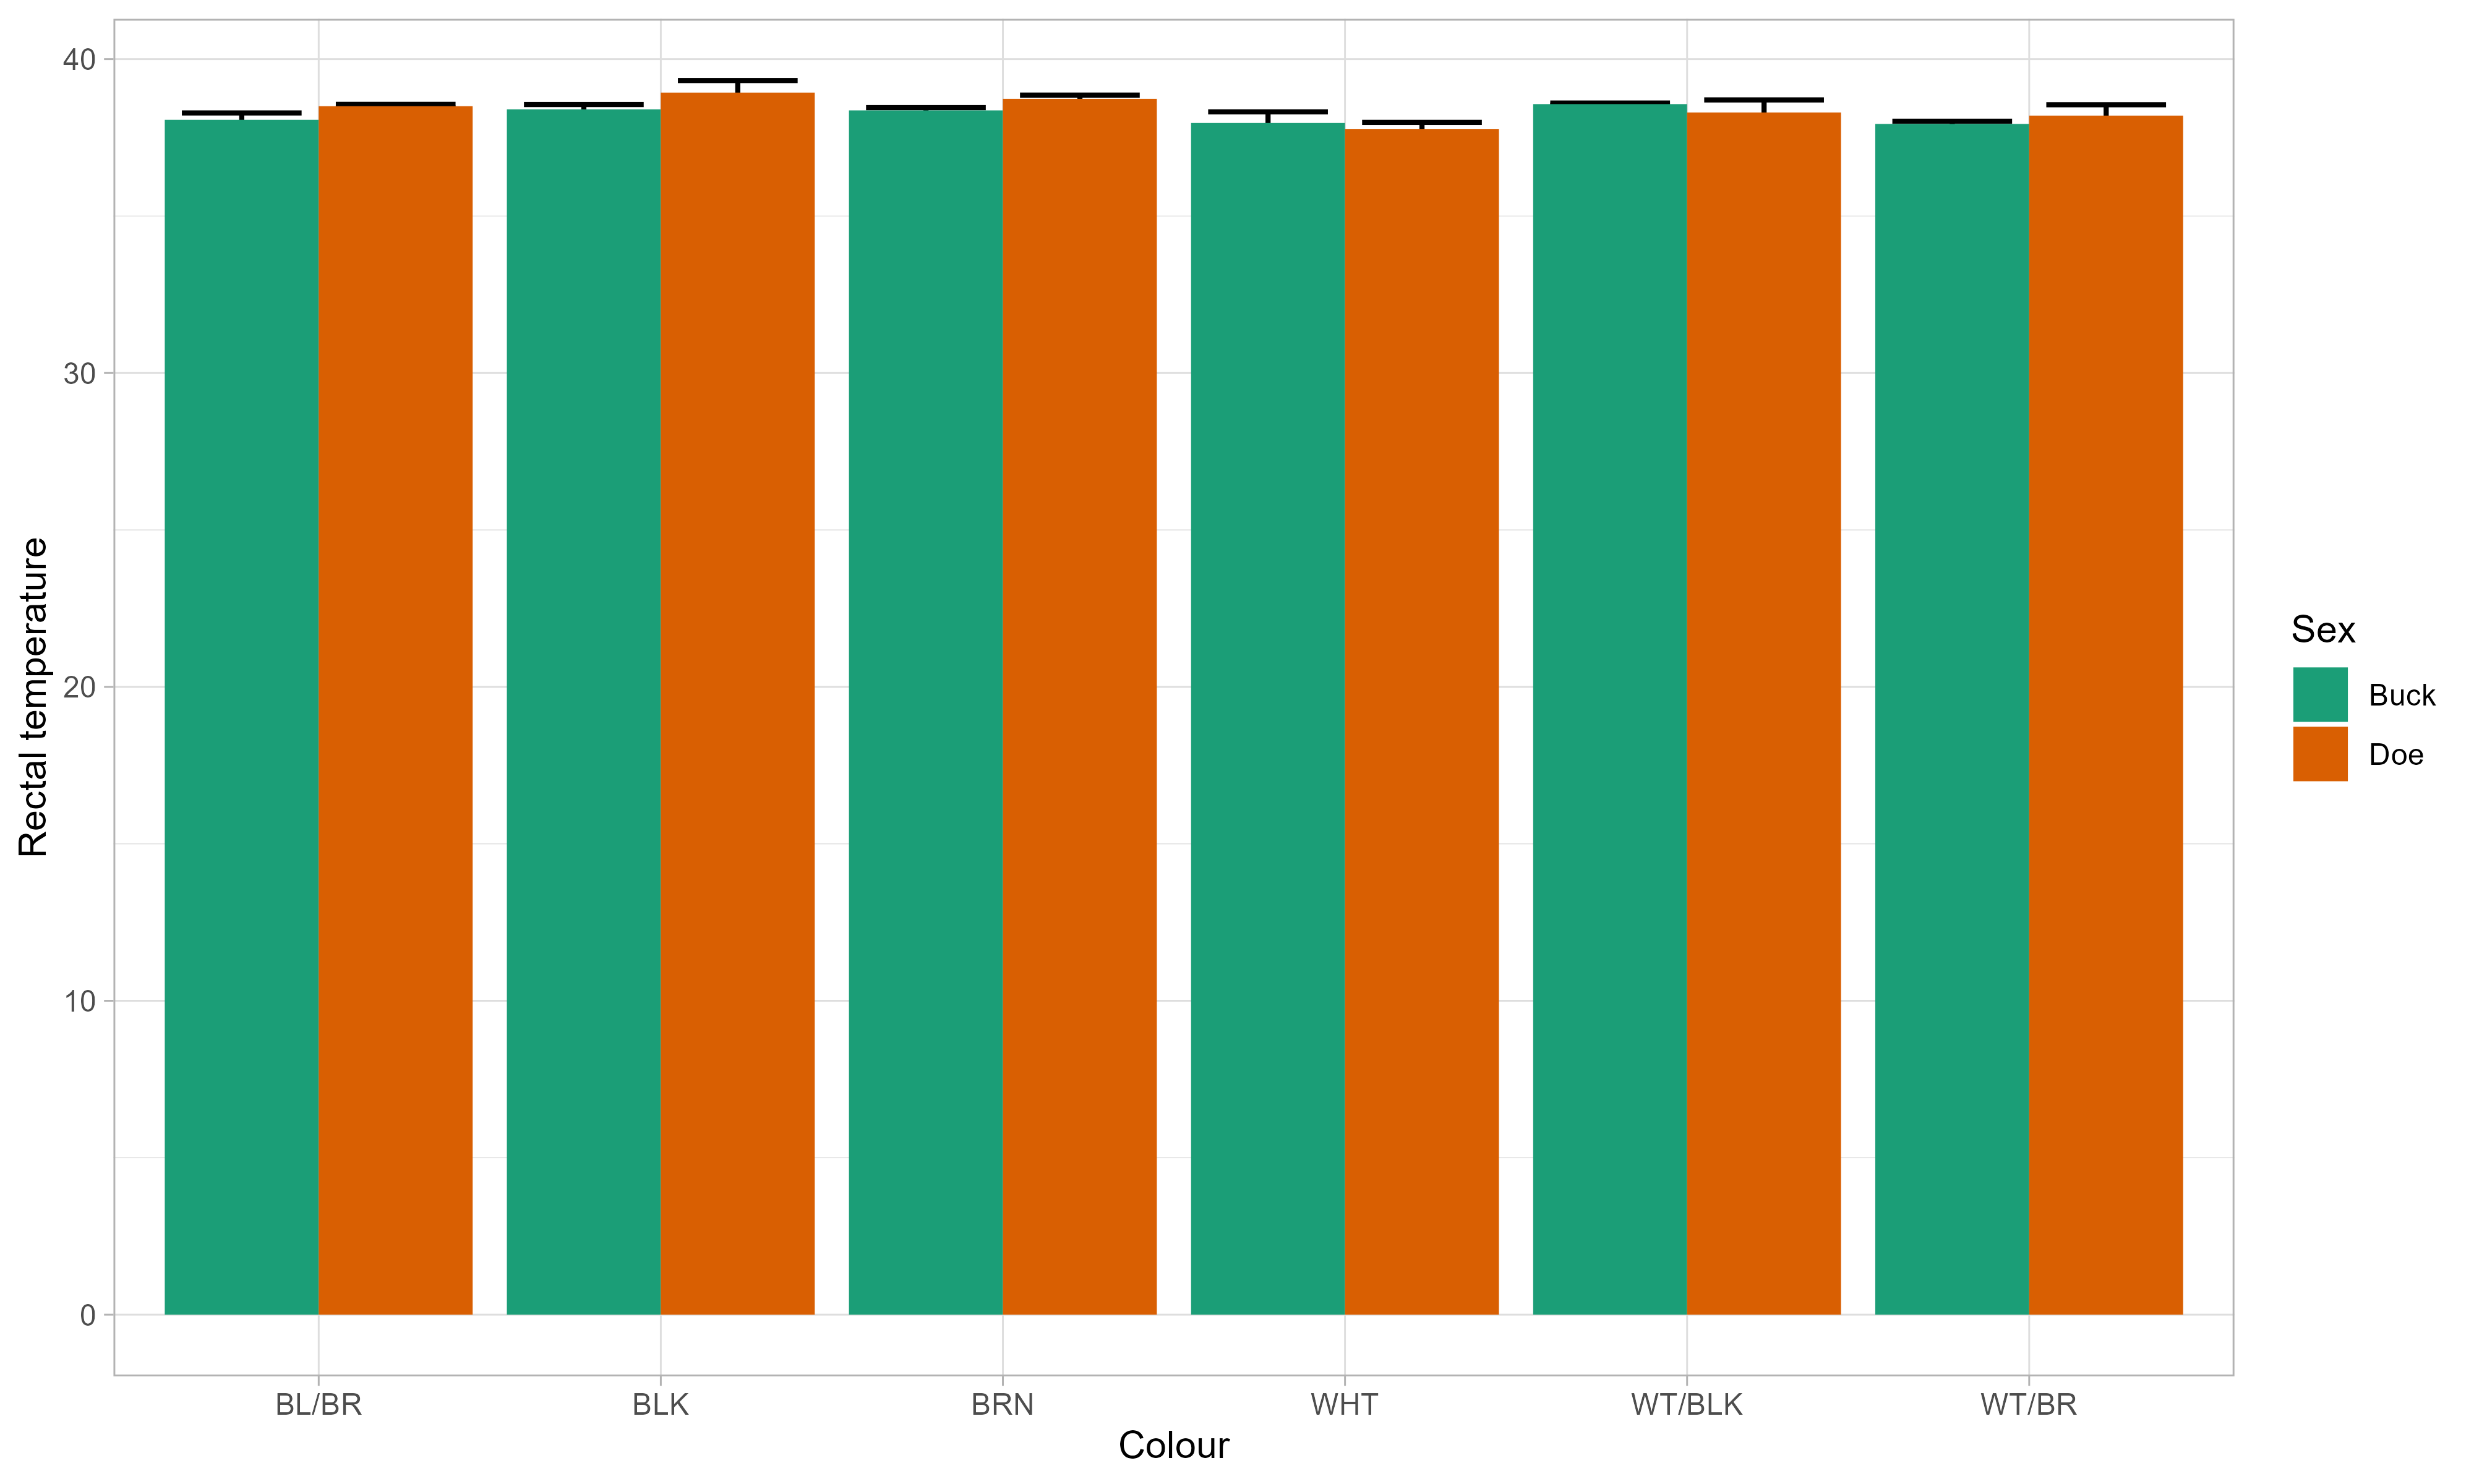 40
30
20
10
0
Rectal temperature
BL/BR
BLK
BRN
WHT
WT/BLK
WT/BR
Colour
Sex
Buck
Doe